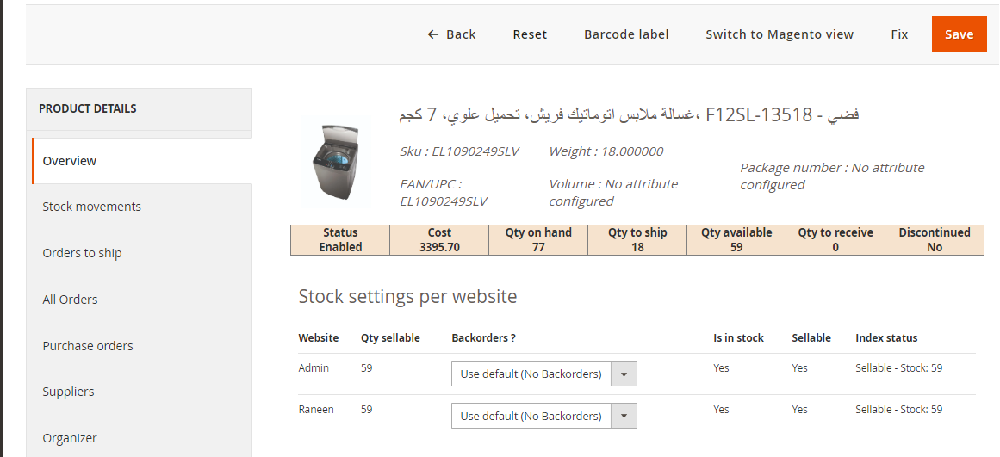 ← Back Reset Barcode label Switch to Magento view Fix Save
PRODUCT DETAILS
Overview
Stock movements
Orders to ship
All Orders
Purchase orders
Suppliers
Organizer
غسالة ملابس اتوماتيك فريش، تحميل علوي، 7 كجم، F12SL-13518 - فضي
Sku : EL1090249SLV
EAN/UPC :
EL1090249SLV
Weight : 18.000000
Volume : No attribute
configured
Package number : No attribute
configured
Status Cost Qty on hand Qty to ship Qty available Qty to receive Discontinued
Enabled 3395.70 77 18 59 0 No
Stock settings per website
Website Qty sellable Backorders ? Is in stock Sellable Index status
Admin 59 Use default (No Backorders) Yes Yes Sellable - Stock: 59
Raneen 59 Use default (No Backorders) Yes Yes Sellable - Stock: 59